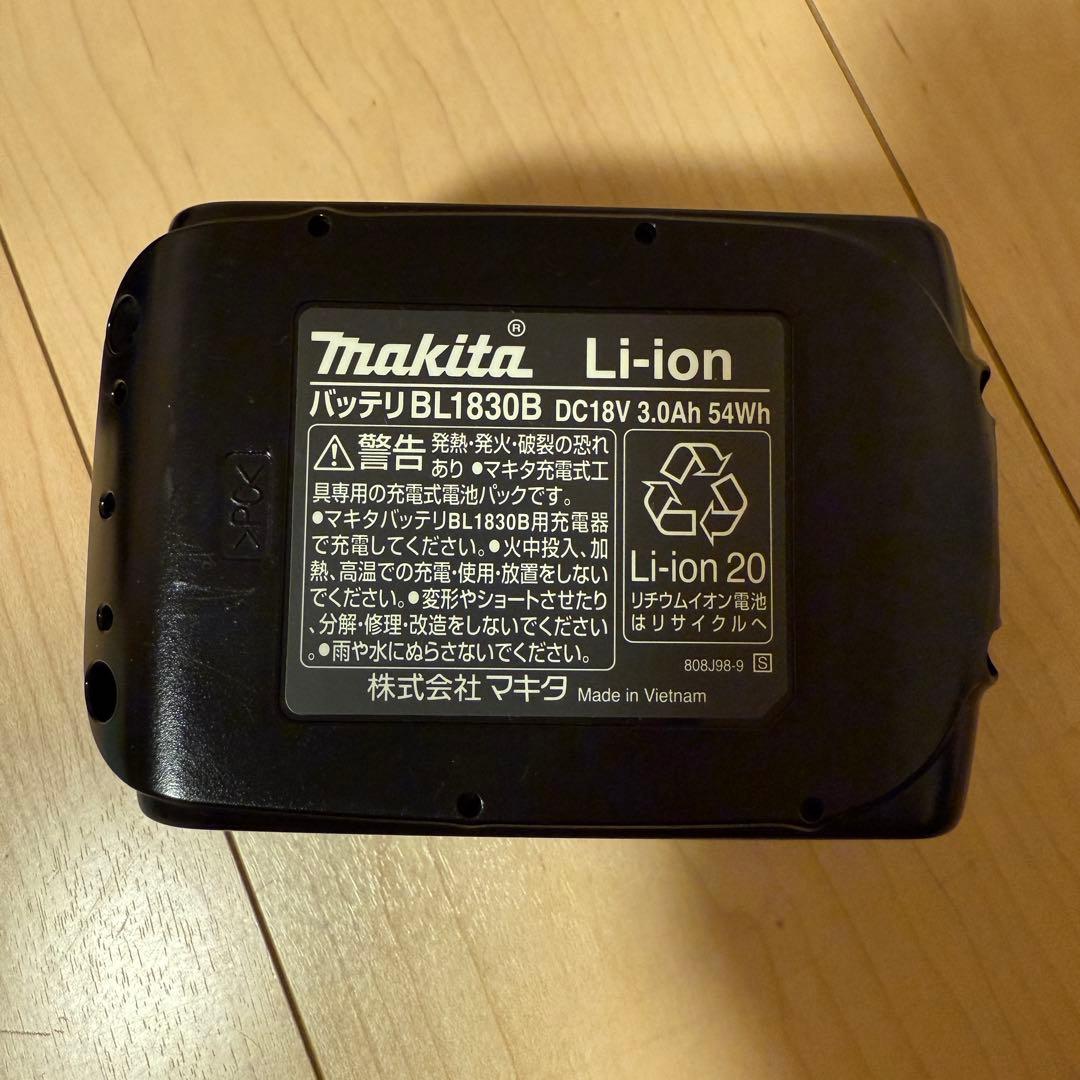 makita® Li-ion
バッテリBL1830B DC18V 3.0Ah 54Wh
⚠警告 発熱・発火・破裂の恐れ
あり ●マキタ充電式工
具専用の充電式電池パックです。
●マキタバッテリBL1830B用充電器
で充電してください。●火中投入、加
熱、高温での充電・使用・放置をしない
でください。●変形やショートさせたり
、分解・修理・改造をしないでください
。●雨や水にぬらさないでください。
Li-ion 20
リチウムイオン電池
はリサイクルへ
808J98-9 S
株式会社 マキタ Made in Vietnam
>PC<